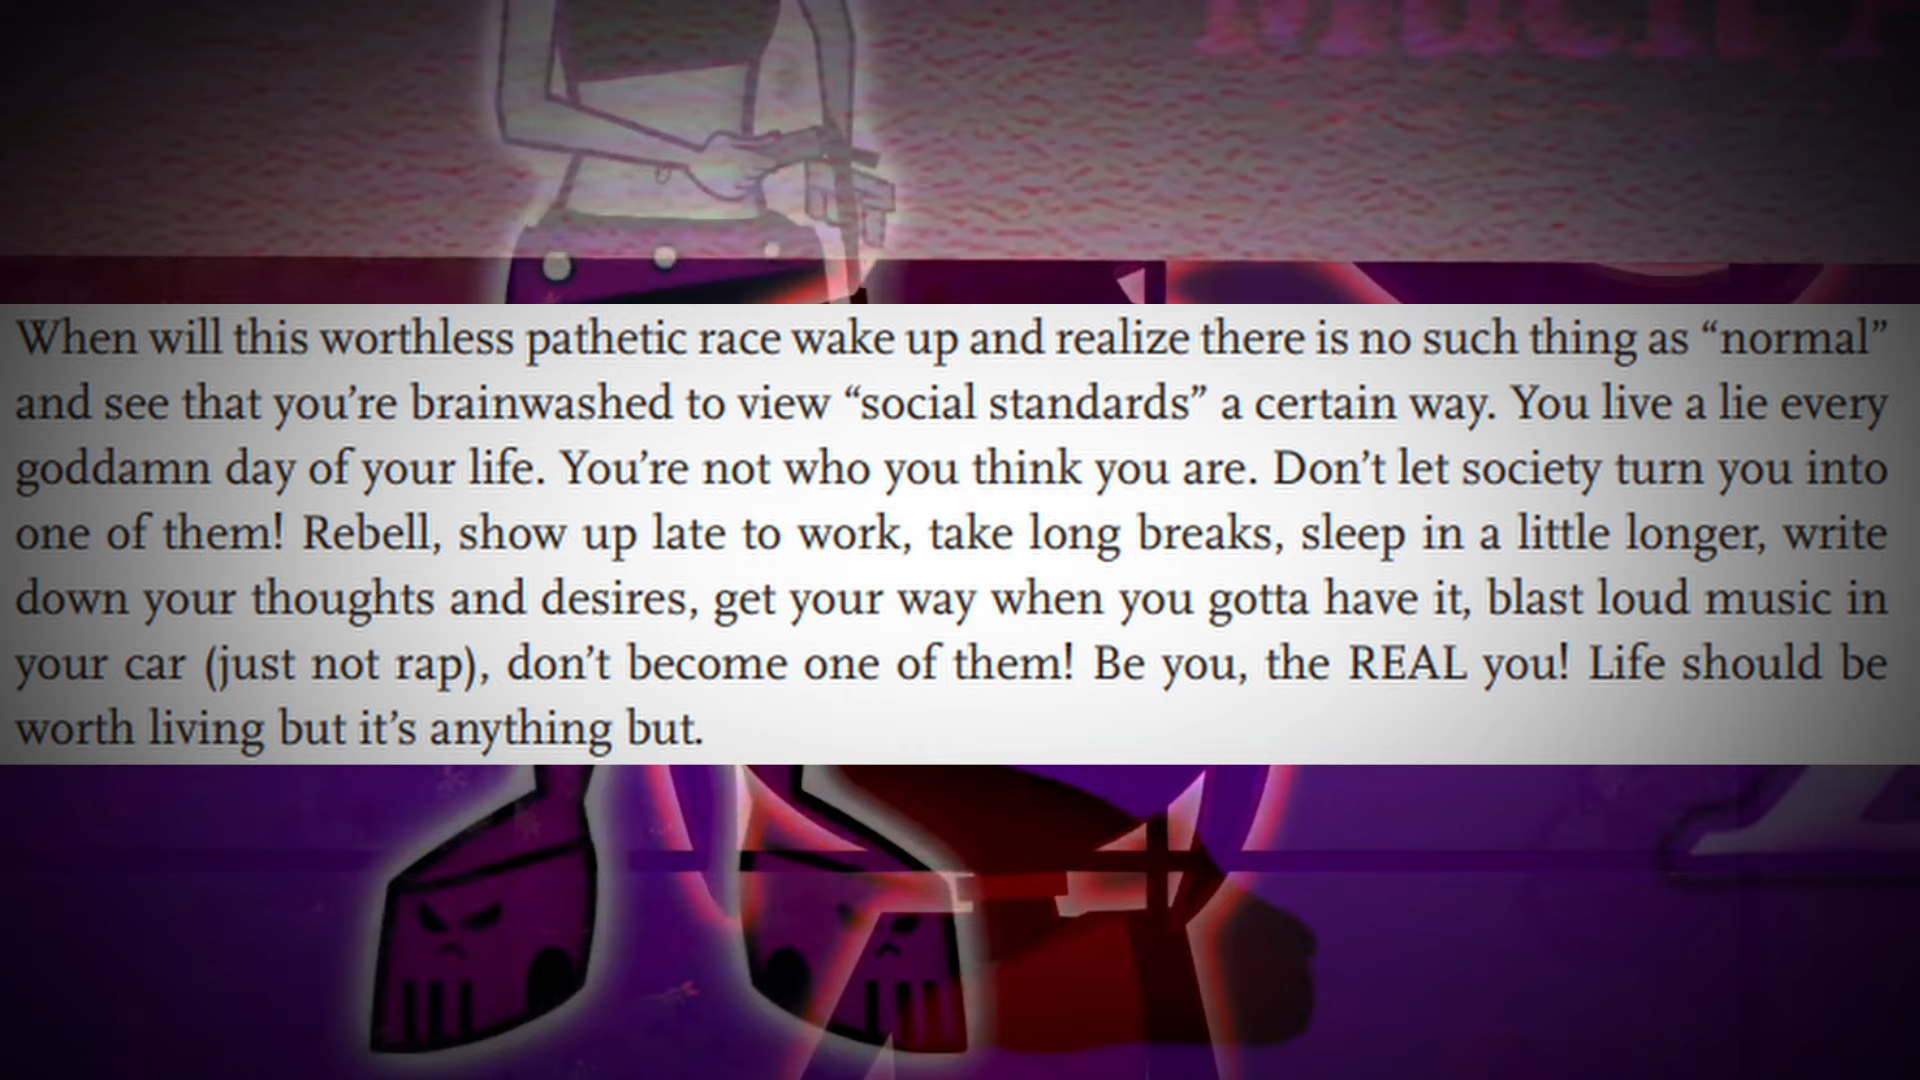 When will this worthless pathetic race wake up and realize there is no such thing as “normal”
and see that you’re brainwashed to view “social standards” a certain way. You live a lie every
goddamn day of your life. You’re not who you think you are. Don’t let society turn you into
one of them! Rebell, show up late to work, take long breaks, sleep in a little longer, write
down your thoughts and desires, get your way when you gotta have it, blast loud music in
your car (just not rap), don’t become one of them! Be you, the REAL you! Life should be
worth living but it’s anything but.